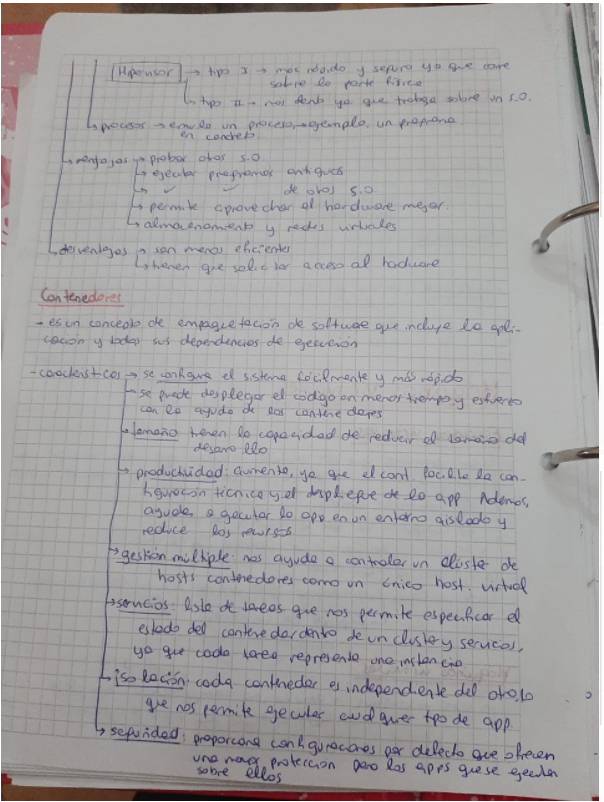 Hipervisor → tipo I → mas rápido y seguro ya que corre
sobre la parte física
↳ tipo II → más lento ya que trabaja sobre un S.O.
↳ procesos → emula un proceso, → ejemplo, un programa
en concreto.
→ ventajas → probar otros S.O.
↳ ejecutar programas antiguos
↳ ✓ ✓ de otros S.O
↳ permite aprovechar el hardware mejor.
↳ almacenamiento y redes virtuales
↳ desventajas → son menos eficientes
↳ tienen que solicitar acceso al hadware
Contenedores
→ es un concepto de empaquetación de software que incluye la apli-
cación y todas sus dependencias de ejecución
- características → se configura el sistema fácilmente y más rápido
→ se puede desplegar el código en menos tiempo y esfuerzo
con la ayuda de los contenedores
→ tamaño tienen la capacidad de reducir el tamaño del
desarrollo
→ productividad: aumenta, ya que el cont. facilita la con-
figuración técnica y el despliegue de la app Además,
ayuda a ejecutar la app en un entorno aislado y
reduce los recursos
→ gestión múltiple: nos ayuda a controlar un clúster de
hosts contenedores como un único host virtual
→ servicios: lista de tareas que nos permite especificar el
estado del contenedor dentro de un cluster y servicios,
ya que cada tarea representa una instancia.
↳ isolación: cada contenedor es independiente del otro, lo
que nos permite ejecutar cualquier tipo de app.
↳ seguridad: proporciona configuraciones por defecto que ofrecen
una mayor protección para las apps que se ejecutan
sobre ellos